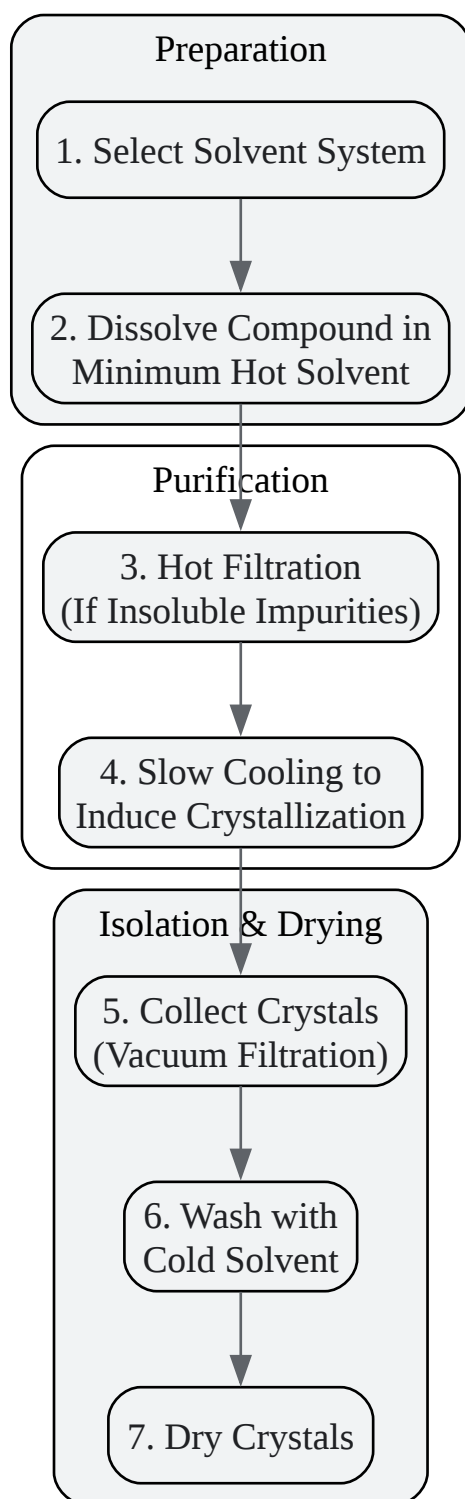 Preparation
1. Select Solvent System
2. Dissolve Compound in
Minimum Hot Solvent
Purification
3. Hot Filtration
(If Insoluble Impurities)
4. Slow Cooling to
Induce Crystallization
Isolation & Drying
5. Collect Crystals
(Vacuum Filtration)
6. Wash with
Cold Solvent
7. Dry Crystals